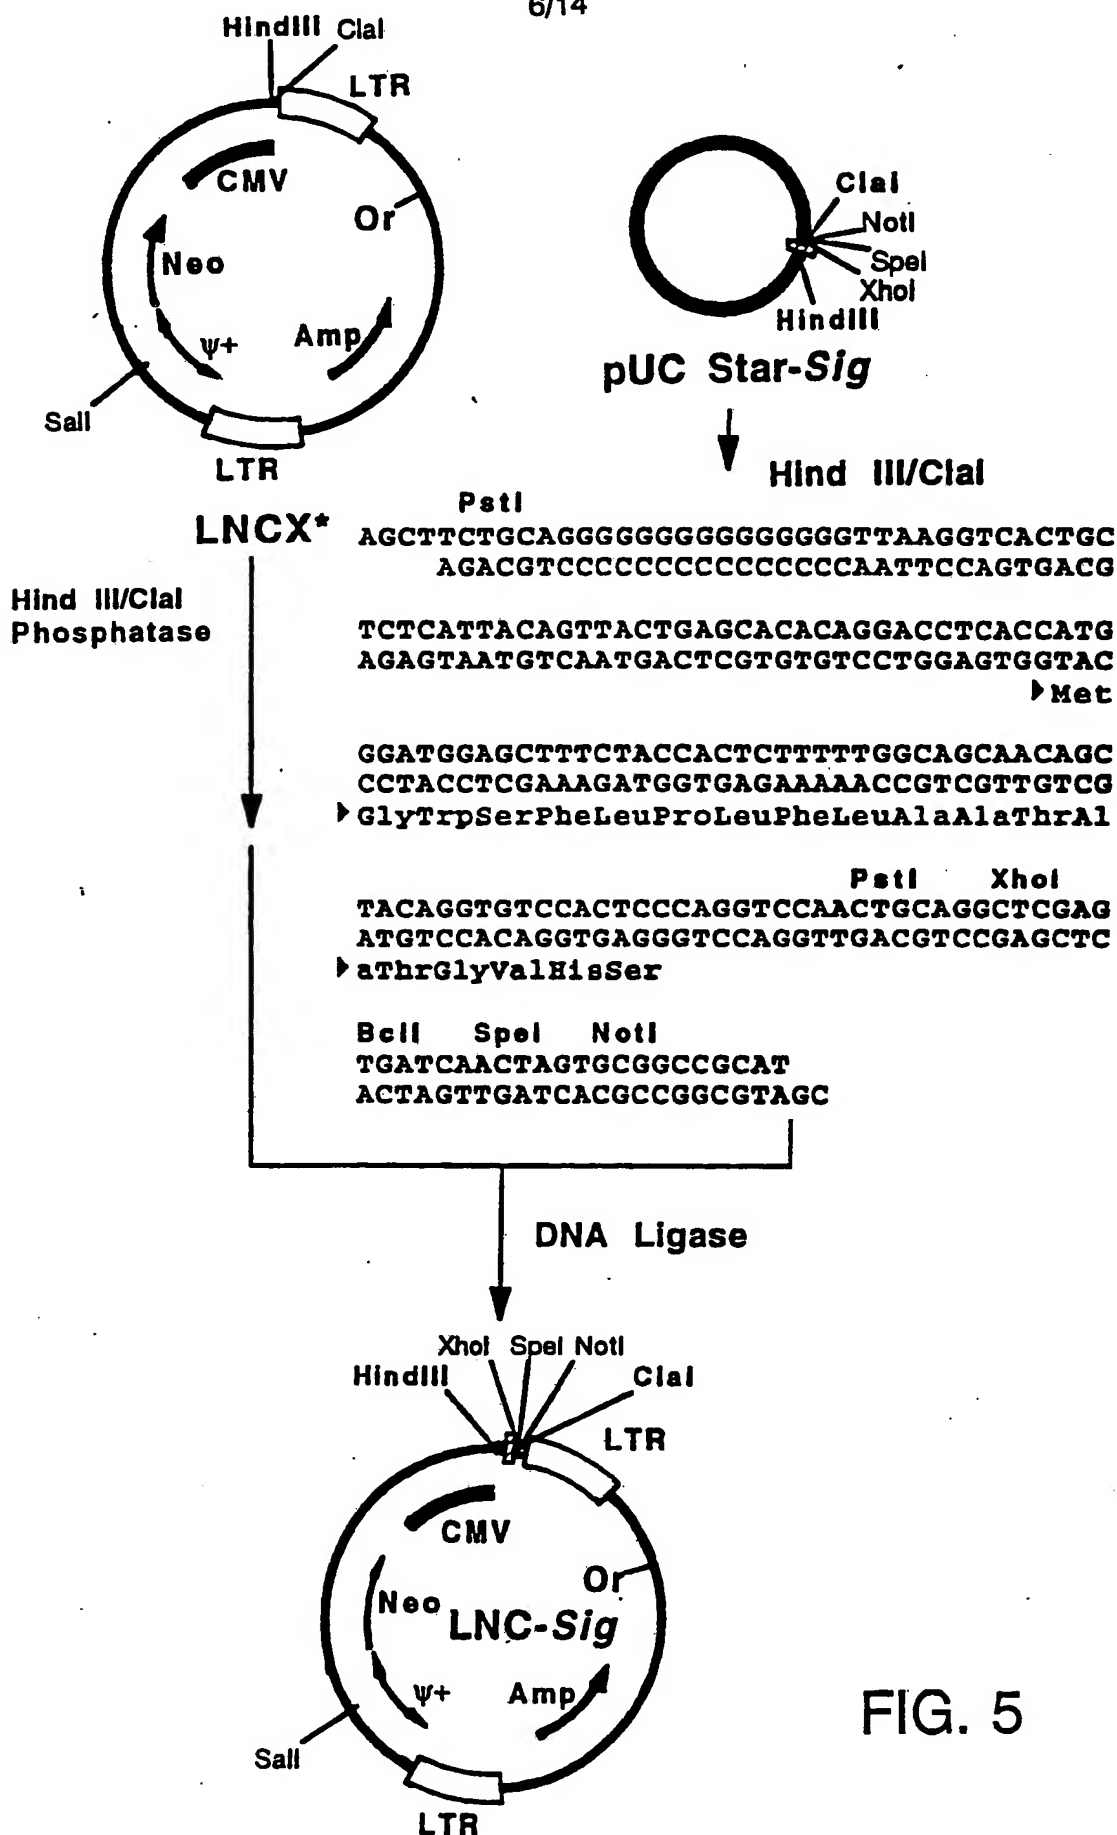 6/14
HindIII ClaI
LTR
CMV
Or
Neo
Amp
ψ+
SalI
LTR
LNCX*
ClaI
NotI
SpeI
XhoI
HindIII
pUC Star-Sig
Hind III/ClaI
Hind III/ClaI
Phosphatase
PstI
AGCTTCTGCAGGGGGGGGGGGGGGGTTAAGGTCACTGC
AGACGTCCCCCCCCCCCCCCCAATTCCAGTGACG
TCTCATTACAGTTACTGAGCACACAGGACCTCACCATG
AGAGTAATGTCAATGACTCGTGTGTCCTGGAGTGGTAC
Met
GGATGGAGCTTTCTACCACTCTTTTTGGCAGCAACAGC
CCTACCTCGAAAGATGGTGAGAAAAACCGTCGTTGTCG
GlyTrpSerPheLeuProLeuPheLeuAlaAlaThrAl
PstI XhoI
TACAGGTGTCCACTCCCAGGTCCAACTGCAGGCTCGAG
ATGTCCACAGGTGAGGGTCCAGGTTGACGTCCGAGCTC
aThrGlyValHisSer
BclI SpeI NotI
TGATCAACTAGTGCGGCCGCAT
ACTAGTTGATCACGCCGGCGTAGC
DNA Ligase
XhoI SpeI NotI
HindIII ClaI
LTR
CMV
Or
Neo
LNC-Sig
ψ+
Amp
SalI
LTR
FIG. 5